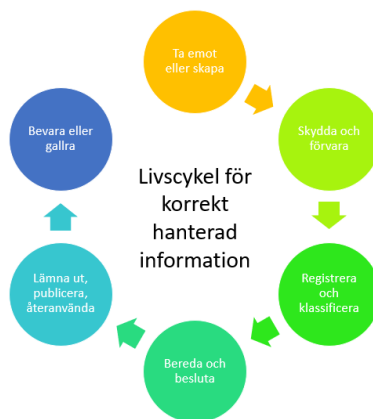 Ta emot
eller skapa
Skydda och
förvara
Registrera
och
klassificera
Bereda och
besluta
Lämna ut,
publicera,
återanvända
Bevara eller
gallra
Livscykel för
korrekt
hanterad
information